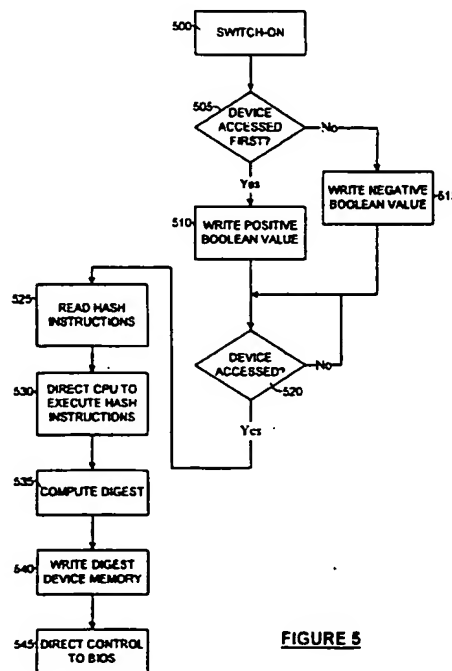 500
SWITCH-ON
505
DEVICE
ACCESSED
FIRST?
No
Yes
510
WRITE POSITIVE
BOOLEAN VALUE
WRITE NEGATIVE
BOOLEAN VALUE
51
525
READ HASH
INSTRUCTIONS
DEVICE
ACCESSED?
No
520
Yes
530
DIRECT CPU TO
EXECUTE HASH
INSTRUCTIONS
535
COMPUTE DIGEST
540
WRITE DIGEST
DEVICE MEMORY
545
DIRECT CONTROL
TO BIOS
FIGURE 5